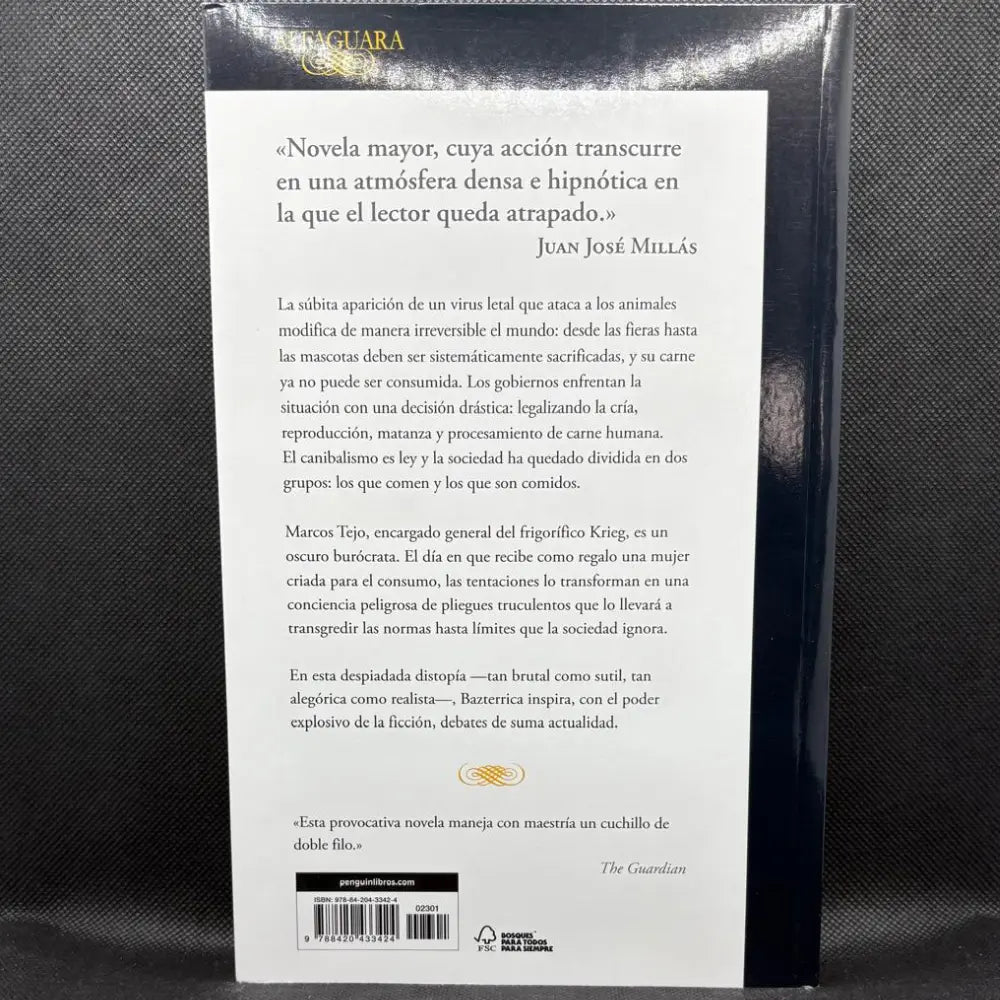 ALFAGUARA
«Novela mayor, cuya acción transcurre
en una atmósfera densa e hipnótica en
la que el lector queda atrapado.»
JUAN JOSÉ MILLÁS
La súbita aparición de un virus letal que ataca a los animales
modifica de manera irreversible el mundo: desde las fieras hasta
las mascotas deben ser sistemáticamente sacrificadas, y su carne
ya no puede ser consumida. Los gobiernos enfrentan la
situación con una decisión drástica: legalizando la cría,
reproducción, matanza y procesamiento de carne humana.
El canibalismo es ley y la sociedad ha quedado dividida en dos
grupos: los que comen y los que son comidos.
Marcos Tejo, encargado general del frigorífico Krieg, es un
oscuro burócrata. El día en que recibe como regalo una mujer
criada para el consumo, las tentaciones lo transforman en una
conciencia peligrosa de pliegues truculentos que lo llevará a
transgredir las normas hasta límites que la sociedad ignora.
En esta despiadada distopía —tan brutal como sutil, tan
alegórica como realista—, Bazterrica inspira, con el poder
explosivo de la ficción, debates de suma actualidad.
«Esta provocativa novela maneja con maestría un cuchillo de
doble filo.»
The Guardian
penguinlibros.com
ISBN: 978-84-204-3342-4
02301
9 788420 433424
FSC
BOSQUES
PARA TODOS
PARA SIEMPRE